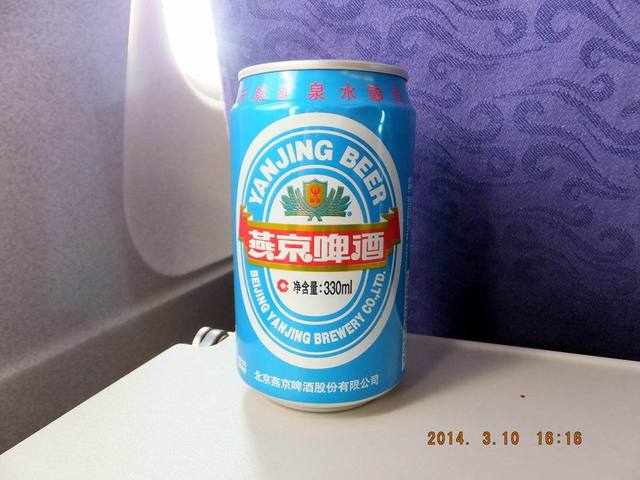 然 泉水
YANJING BEER
燕京啤酒
净含量:330ml
BEIJING YANJING BREWERY CO.,LTD.
北京燕京啤酒股份有限公司
2014. 3.10 16:16